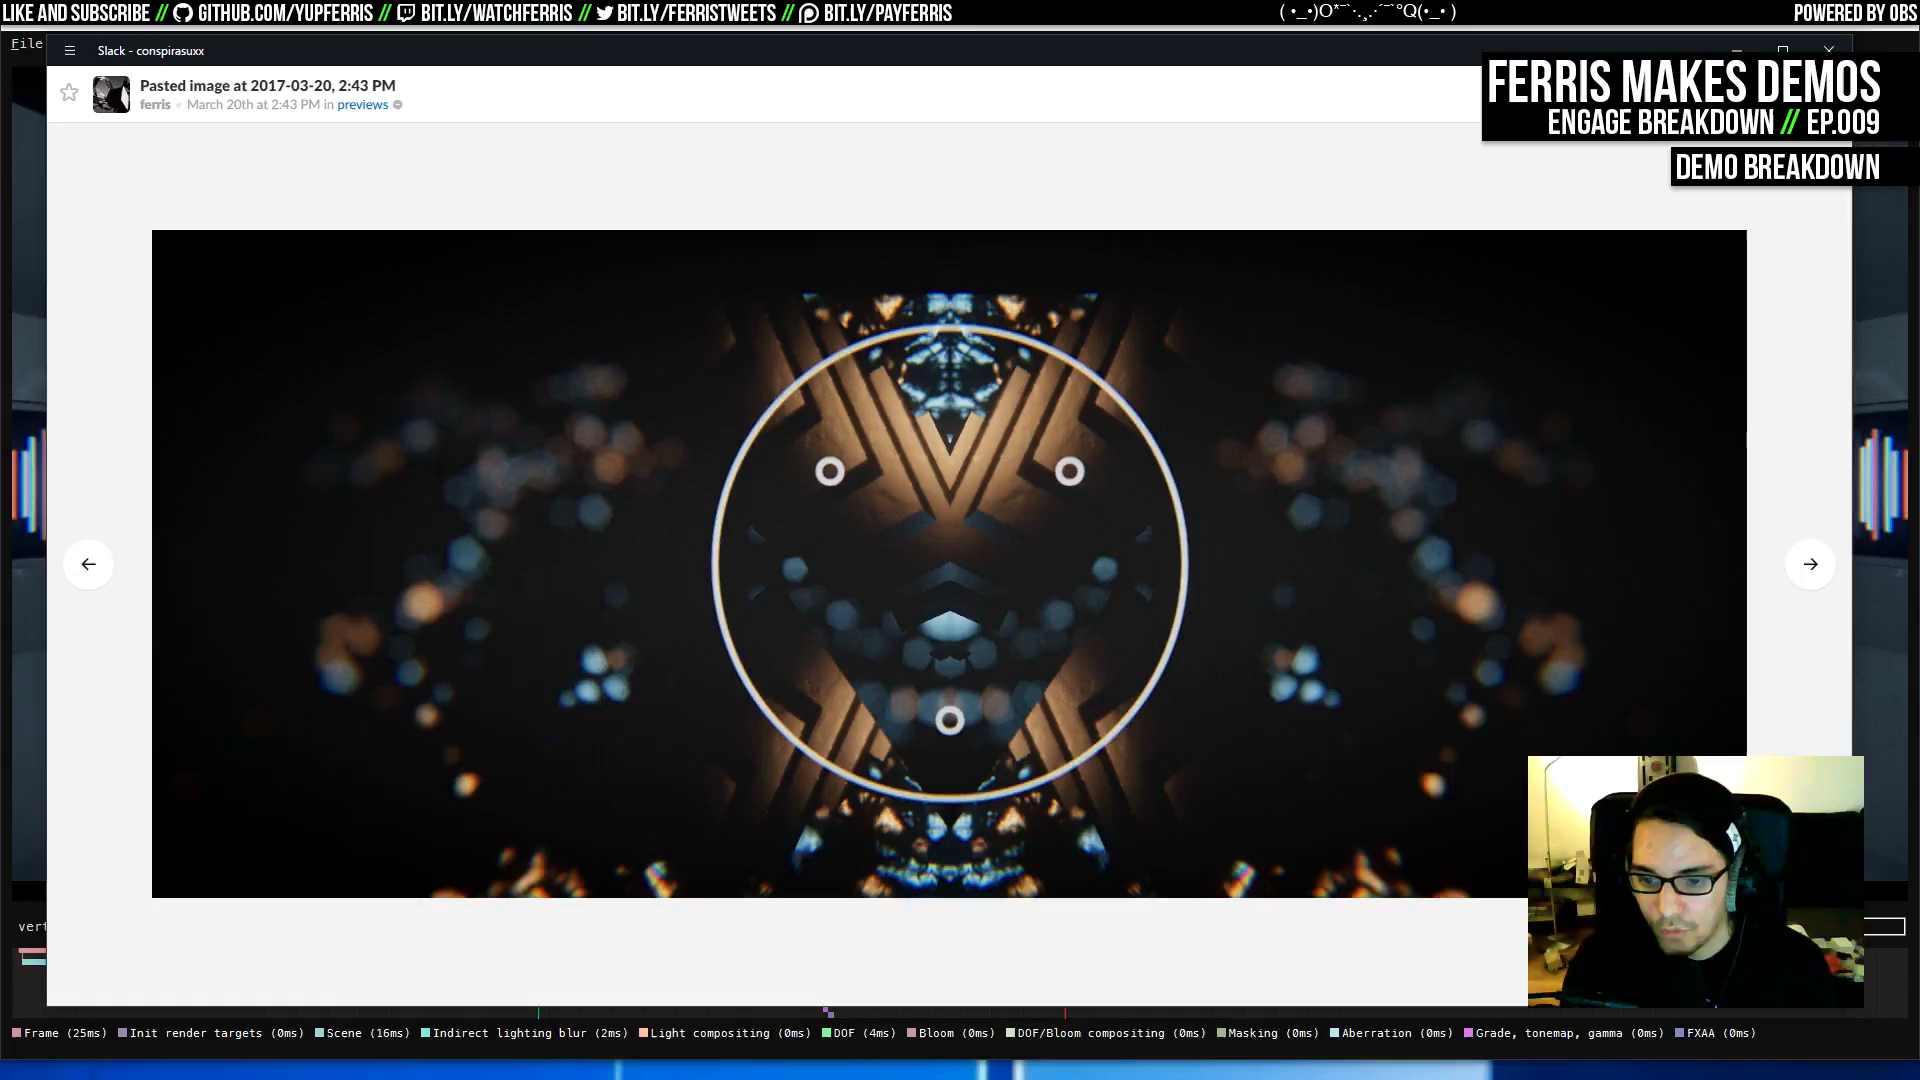 LIKE AND SUBSCRIBE // GITHUB.COM/YUPFERRIS // BIT.LY/WATCHFERRIS // BIT.LY/FERRISTWEETS // BIT.LY/PAYFERRIS
( •_•)O*¯`·.¸.·´¯`°Q(•_• )
POWERED BY OBS
File
Slack - conspirasuxx
Pasted image at 2017-03-20, 2:43 PM
ferris • March 20th at 2:43 PM in previews
FERRIS MAKES DEMOS
ENGAGE BREAKDOWN // EP.009
DEMO BREAKDOWN
vert
Frame (25ms) Init render targets (0ms) Scene (16ms) Indirect lighting blur (2ms) Light compositing (0ms) DOF (4ms) Bloom (0ms) DOF/Bloom compositing (0ms) Masking (0ms) Aberration (0ms) Grade, tonemap, gamma (0ms) FXAA (0ms)